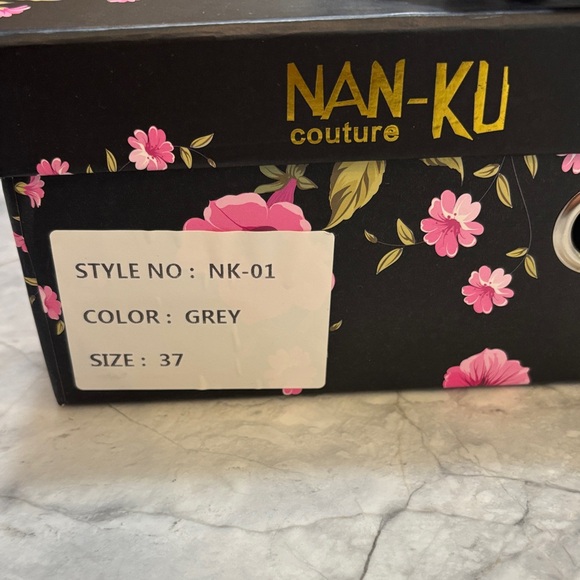 NAN-KU
couture
STYLE NO : NK-01
COLOR : GREY
SIZE : 37